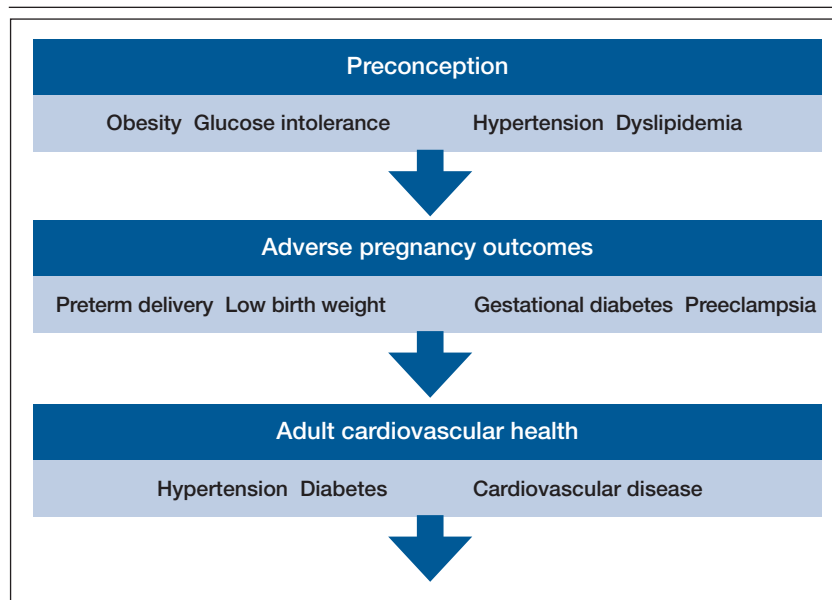 Preconception
Obesity Glucose intolerance Hypertension Dyslipidemia
Adverse pregnancy outcomes
Preterm delivery Low birth weight Gestational diabetes Preeclampsia
Adult cardiovascular health
Hypertension Diabetes Cardiovascular disease